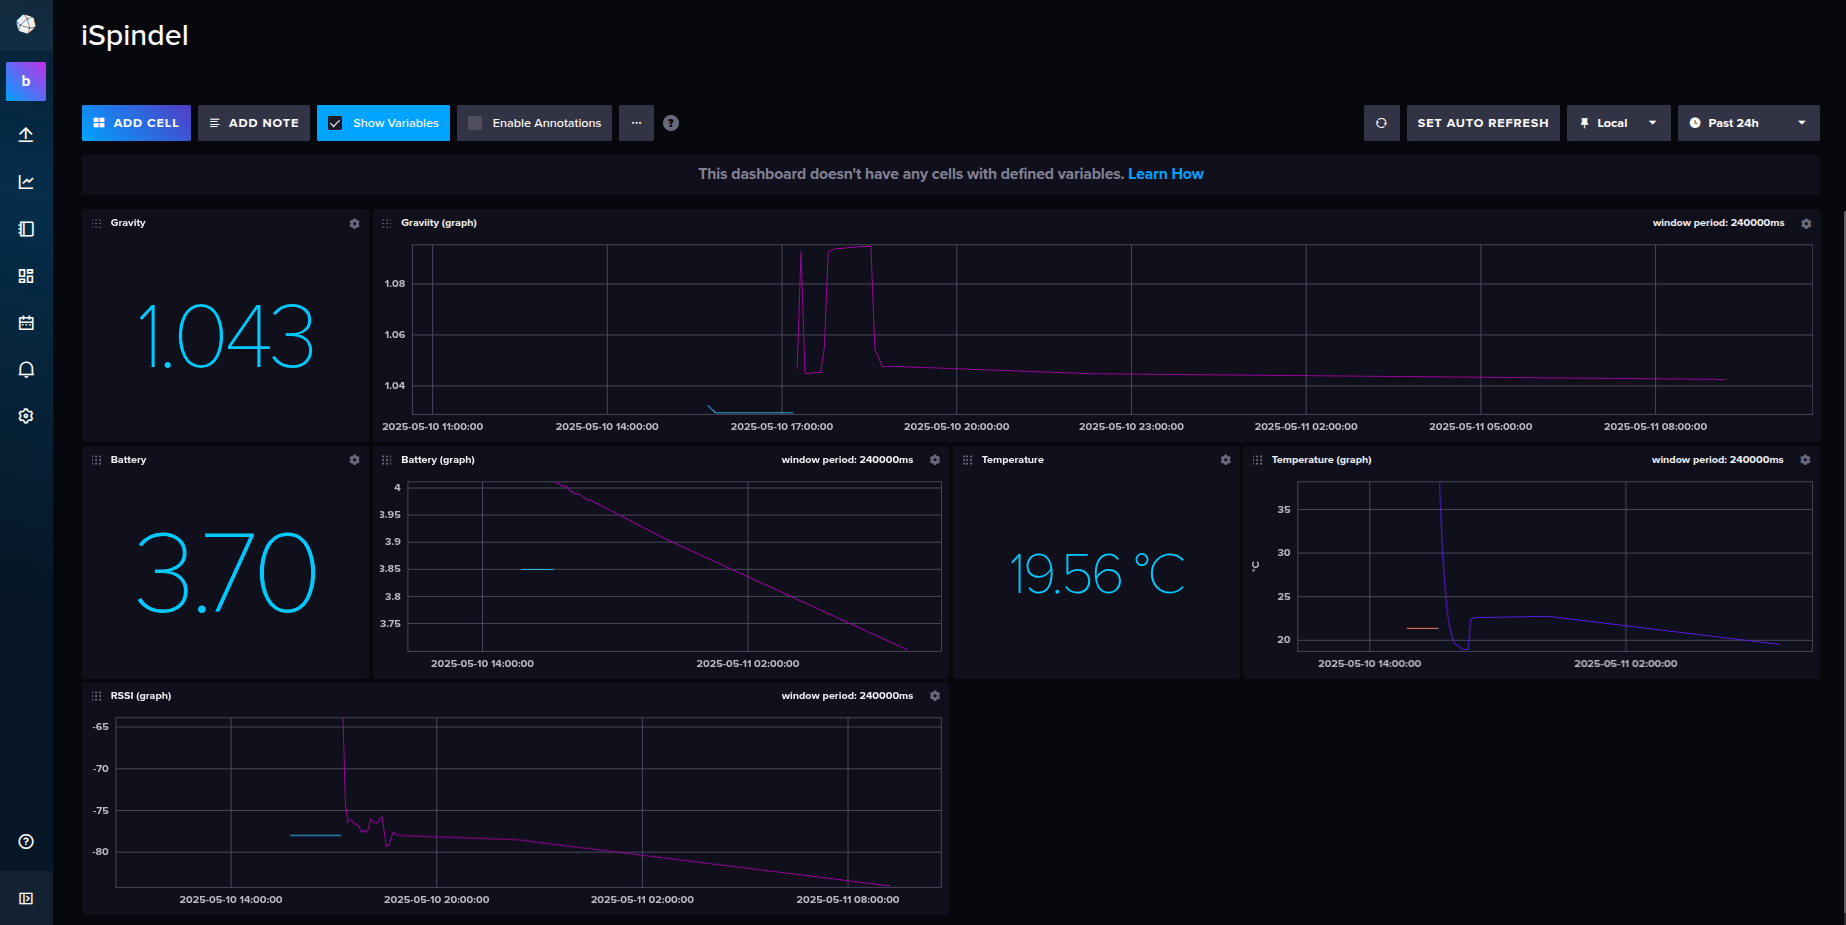 iSpindel
b
ADD CELL
ADD NOTE
Show Variables
Enable Annotations
?
SET AUTO REFRESH
Local
Past 24h
This dashboard doesn't have any cells with defined variables. Learn How
Gravity
1.043
Graviity (graph)
window period: 240000ms
1.08
1.06
1.04
2025-05-10 11:00:00
2025-05-10 14:00:00
2025-05-10 17:00:00
2025-05-10 20:00:00
2025-05-10 23:00:00
2025-05-11 02:00:00
2025-05-11 05:00:00
2025-05-11 08:00:00
Battery
3.70
Battery (graph)
window period: 240000ms
4
3.95
3.9
3.85
3.8
3.75
2025-05-10 14:00:00
2025-05-11 02:00:00
Temperature
19.56 °C
Temperature (graph)
window period: 240000ms
°C
35
30
25
20
2025-05-10 14:00:00
2025-05-11 02:00:00
RSSI (graph)
window period: 240000ms
-65
-70
-75
-80
2025-05-10 14:00:00
2025-05-10 20:00:00
2025-05-11 02:00:00
2025-05-11 08:00:00
?